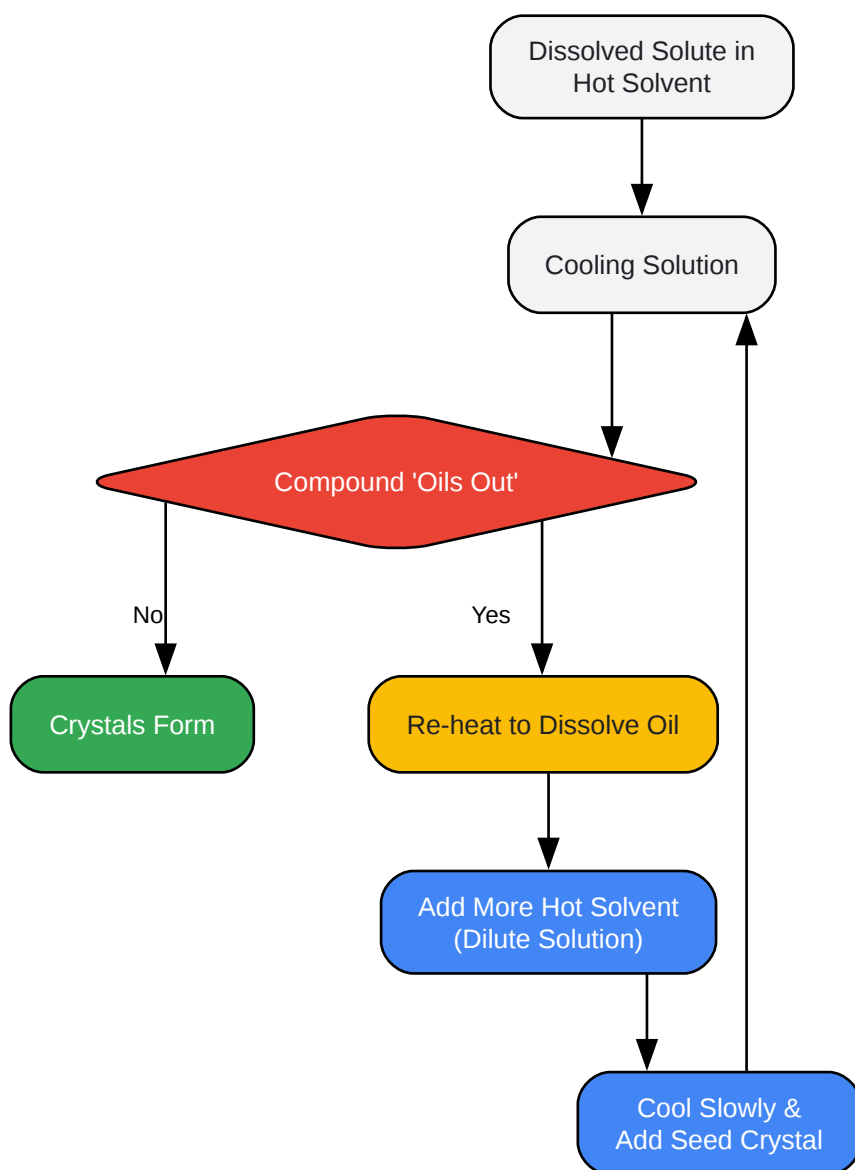 Dissolved Solute in
Hot Solvent
Cooling Solution
Compound 'Oils Out'
No
Yes
Crystals Form
Re-heat to Dissolve Oil
Add More Hot Solvent
(Dilute Solution)
Cool Slowly &
Add Seed Crystal